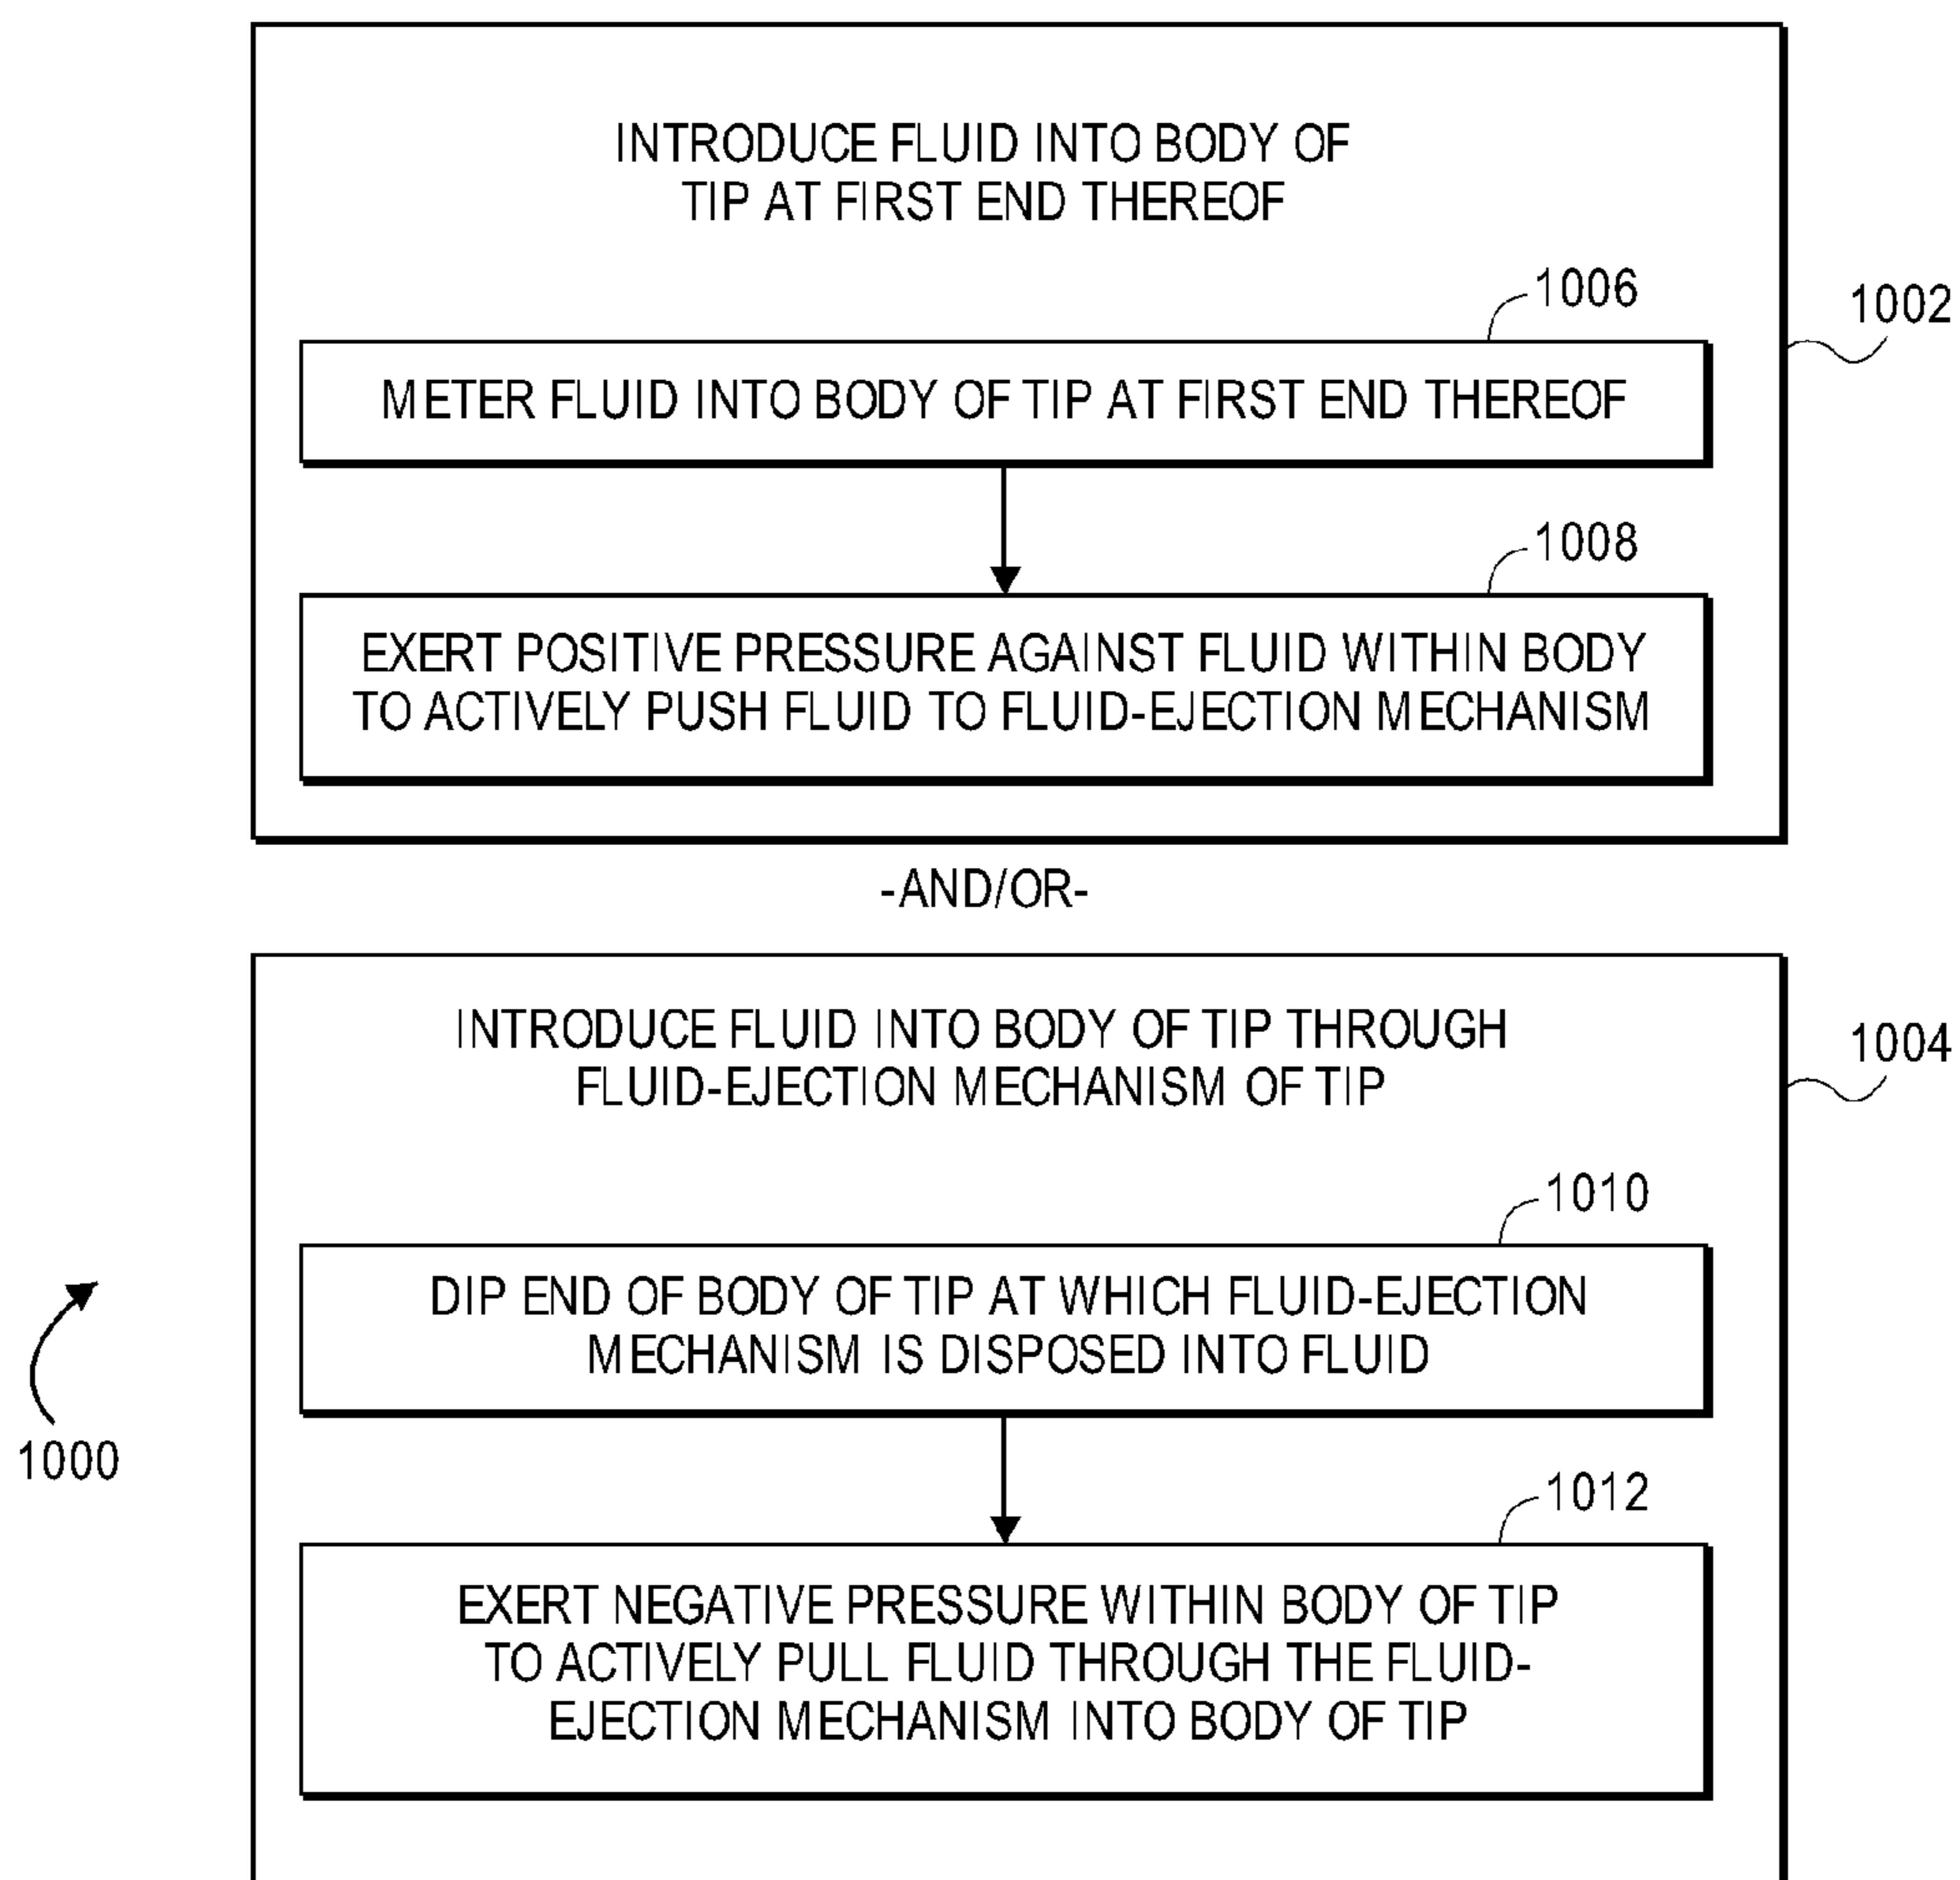 INTRODUCE FLUID INTO BODY OF
TIP AT FIRST END THEREOF
1006
1002
METER FLUID INTO BODY OF TIP AT FIRST END THEREOF
1008
EXERT POSITIVE PRESSURE AGAINST FLUID WITHIN BODY
TO ACTIVELY PUSH FLUID TO FLUID-EJECTION MECHANISM
-AND/OR-
INTRODUCE FLUID INTO BODY OF TIP THROUGH
FLUID-EJECTION MECHANISM OF TIP
1004
1010
DIP END OF BODY OF TIP AT WHICH FLUID-EJECTION
MECHANISM IS DISPOSED INTO FLUID
1000
1012
EXERT NEGATIVE PRESSURE WITHIN BODY OF TIP
TO ACTIVELY PULL FLUID THROUGH THE FLUID-
EJECTION MECHANISM INTO BODY OF TIP